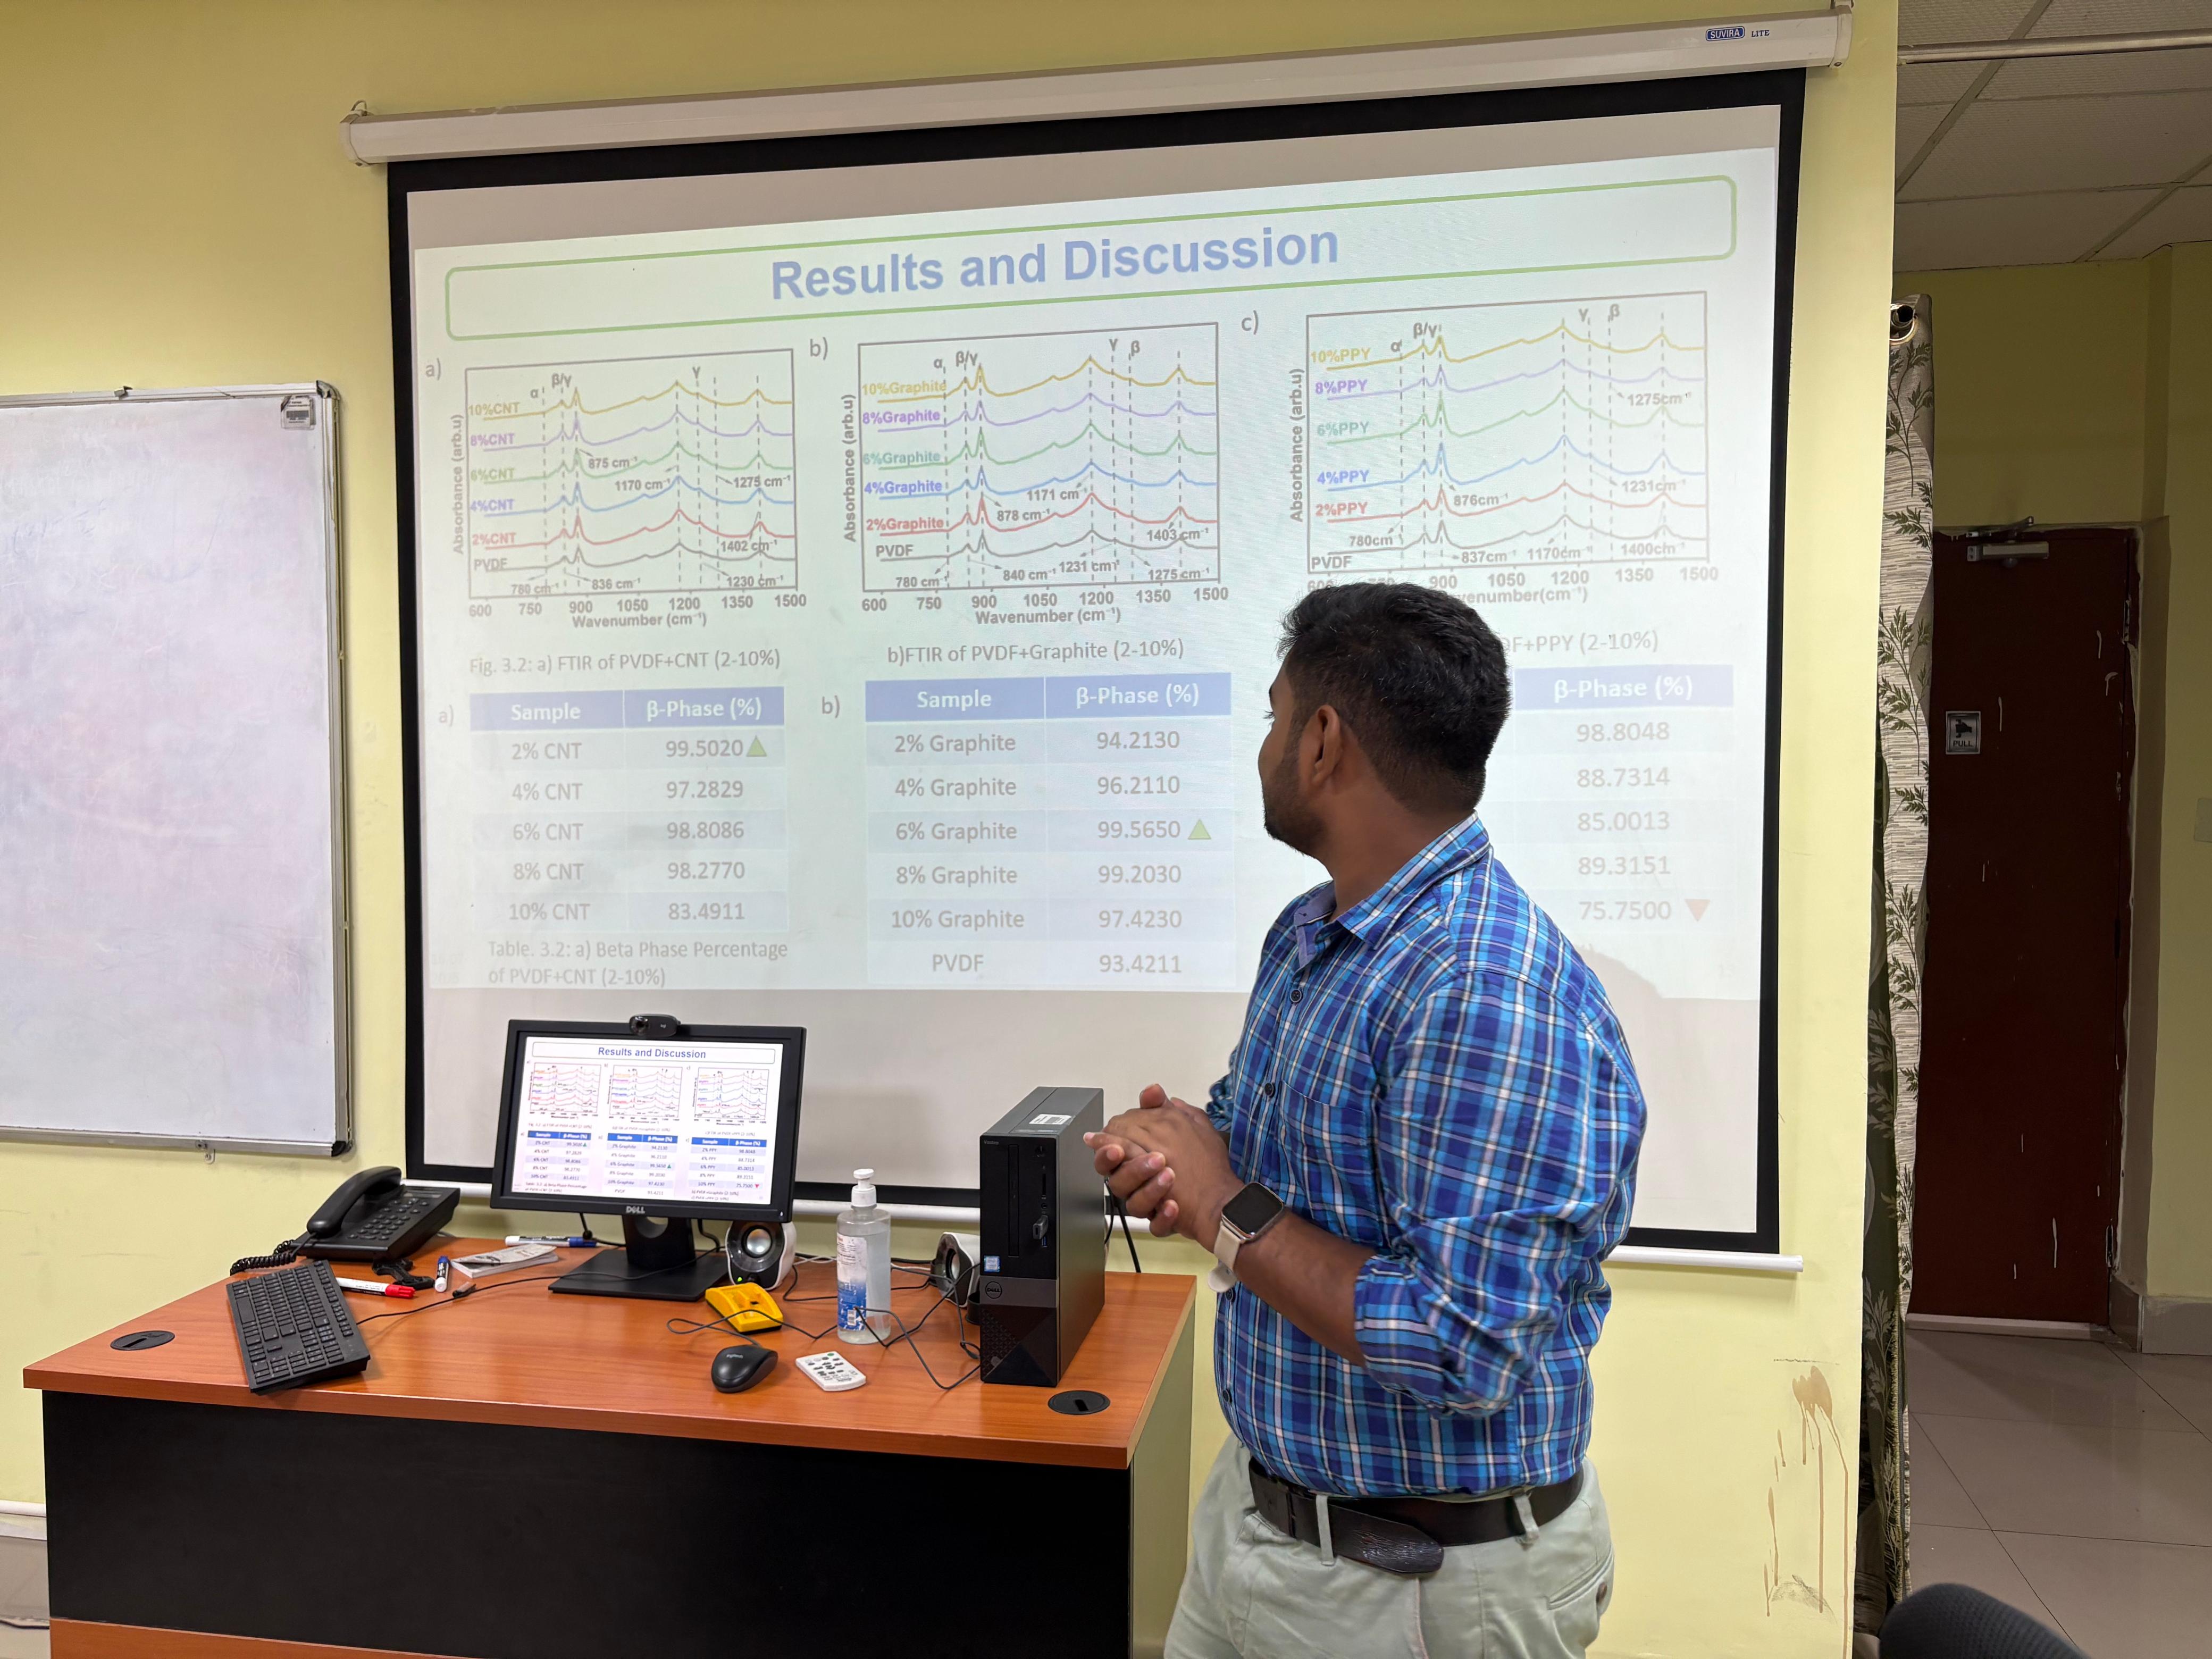 SUVIRA LITE
Results and Discussion
a)
α
β/γ
γ
10%CNT
8%CNT
6%CNT
4%CNT
2%CNT
PVDF
875 cm⁻¹
1170 cm⁻¹
1275 cm⁻¹
1402 cm⁻¹
780 cm⁻¹
836 cm⁻¹
1230 cm⁻¹
Absorbance (arb.u)
600 750 900 1050 1200 1350 1500
Wavenumber (cm⁻¹)
b)
α
β/γ
γ
β
10%Graphite
8%Graphite
6%Graphite
4%Graphite
2%Graphite
PVDF
1171 cm⁻¹
878 cm⁻¹
1403 cm⁻¹
780 cm⁻¹
840 cm⁻¹
1231 cm⁻¹
1275 cm⁻¹
Absorbance (arb.u)
600 750 900 1050 1200 1350 1500
Wavenumber (cm⁻¹)
c)
α
β/γ
γ
β
10%PPY
8%PPY
6%PPY
4%PPY
2%PPY
PVDF
1275cm⁻¹
1231cm⁻¹
876cm⁻¹
780cm⁻¹
837cm⁻¹
1170cm⁻¹
1400cm⁻¹
Absorbance (arb.u)
900 1050 1200 1350 1500
venumber(cm⁻¹)
Fig. 3.2: a) FTIR of PVDF+CNT (2-10%)
b)FTIR of PVDF+Graphite (2-10%)
F+PPY (2-10%)
a)
Sample β-Phase (%)
2% CNT 99.5020
4% CNT 97.2829
6% CNT 98.8086
8% CNT 98.2770
10% CNT 83.4911
Table. 3.2: a) Beta Phase Percentage
of PVDF+CNT (2-10%)
b)
Sample β-Phase (%)
2% Graphite 94.2130
4% Graphite 96.2110
6% Graphite 99.5650
8% Graphite 99.2030
10% Graphite 97.4230
PVDF 93.4211
β-Phase (%)
98.8048
88.7314
85.0013
89.3151
75.7500
PULL
Results and Discussion
Sample β-Phase (%)
Sample β-Phase (%)
Sample β-Phase (%)
DELL
DELL
logitech